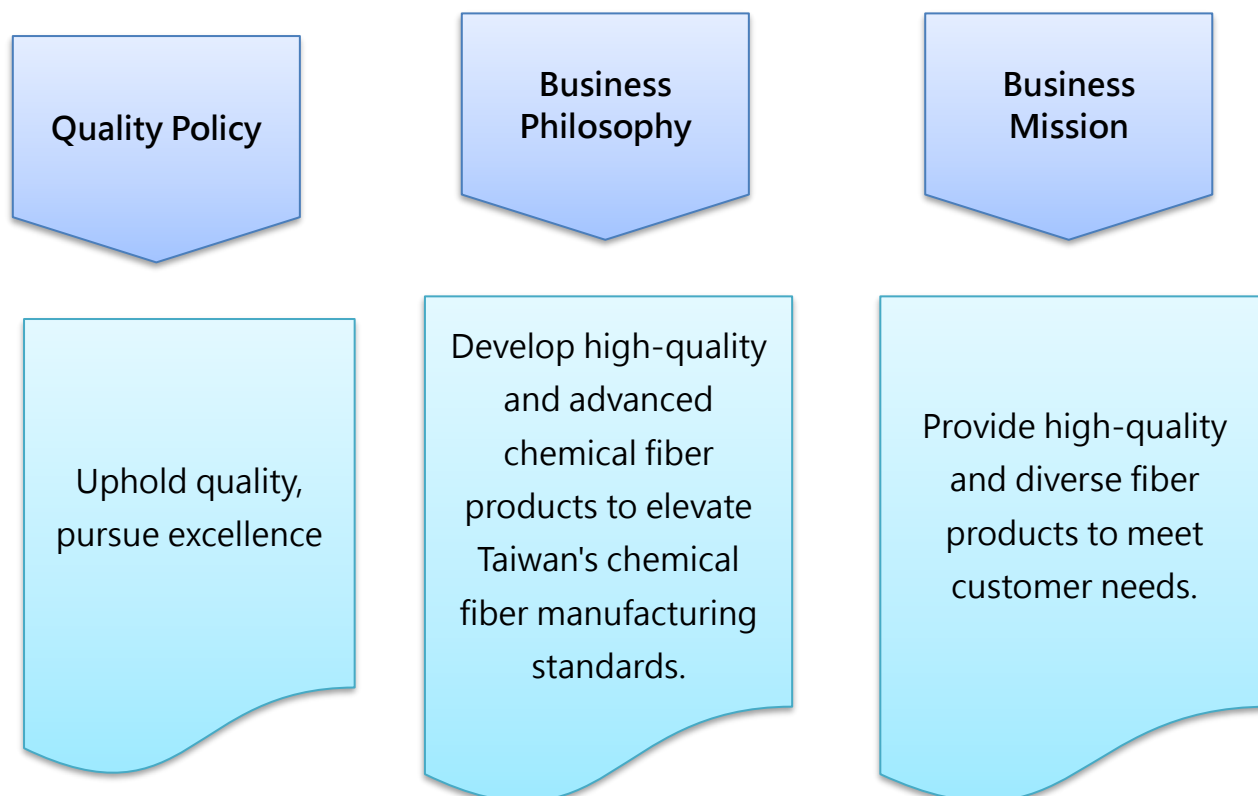 Quality Policy
Business
Philosophy
Business
Mission
Uphold quality,
pursue excellence
Develop high-quality
and advanced
chemical fiber
products to elevate
Taiwan's chemical
fiber manufacturing
standards.
Provide high-quality
and diverse fiber
products to meet
customer needs.